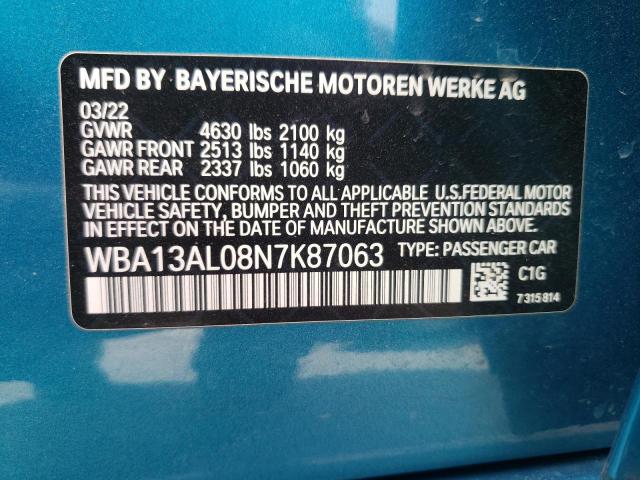 MFD BY BAYERISCHE MOTOREN WERKE AG
03/22
GVWR 4630 lbs 2100 kg
GAWR FRONT 2513 lbs 1140 kg
GAWR REAR 2337 lbs 1060 kg
THIS VEHICLE CONFORMS TO ALL APPLICABLE U.S.FEDERAL MOTOR
VEHICLE SAFETY, BUMPER AND THEFT PREVENTION STANDARDS
IN EFFECT ON THE DATE OF MANUFACTURE SHOWN ABOVE.
WBA13AL08N7K87063 TYPE: PASSENGER CAR
C1G
7315814